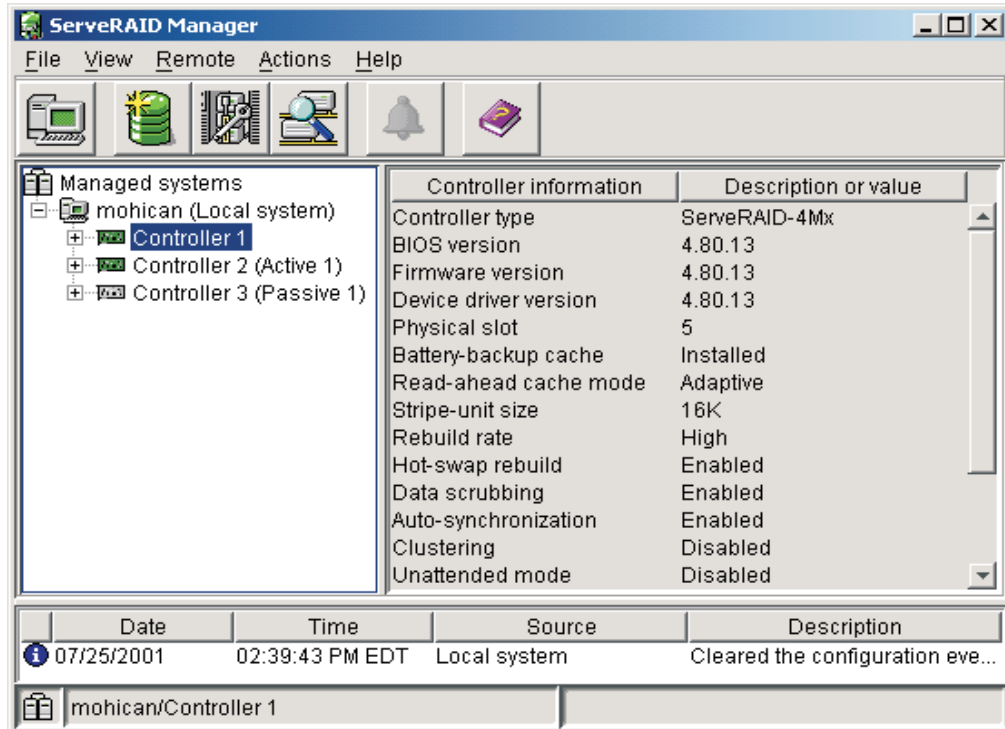 ServeRAID Manager
File View Remote Actions Help
Managed systems
mohican (Local system)
Controller 1
Controller 2 (Active 1)
Controller 3 (Passive 1)
Controller information Description or value
Controller type ServeRAID-4Mx
BIOS version 4.80.13
Firmware version 4.80.13
Device driver version 4.80.13
Physical slot 5
Battery-backup cache Installed
Read-ahead cache mode Adaptive
Stripe-unit size 16K
Rebuild rate High
Hot-swap rebuild Enabled
Data scrubbing Enabled
Auto-synchronization Enabled
Clustering Disabled
Unattended mode Disabled
Date Time Source Description
07/25/2001 02:39:43 PM EDT Local system Cleared the configuration eve...
mohican/Controller 1